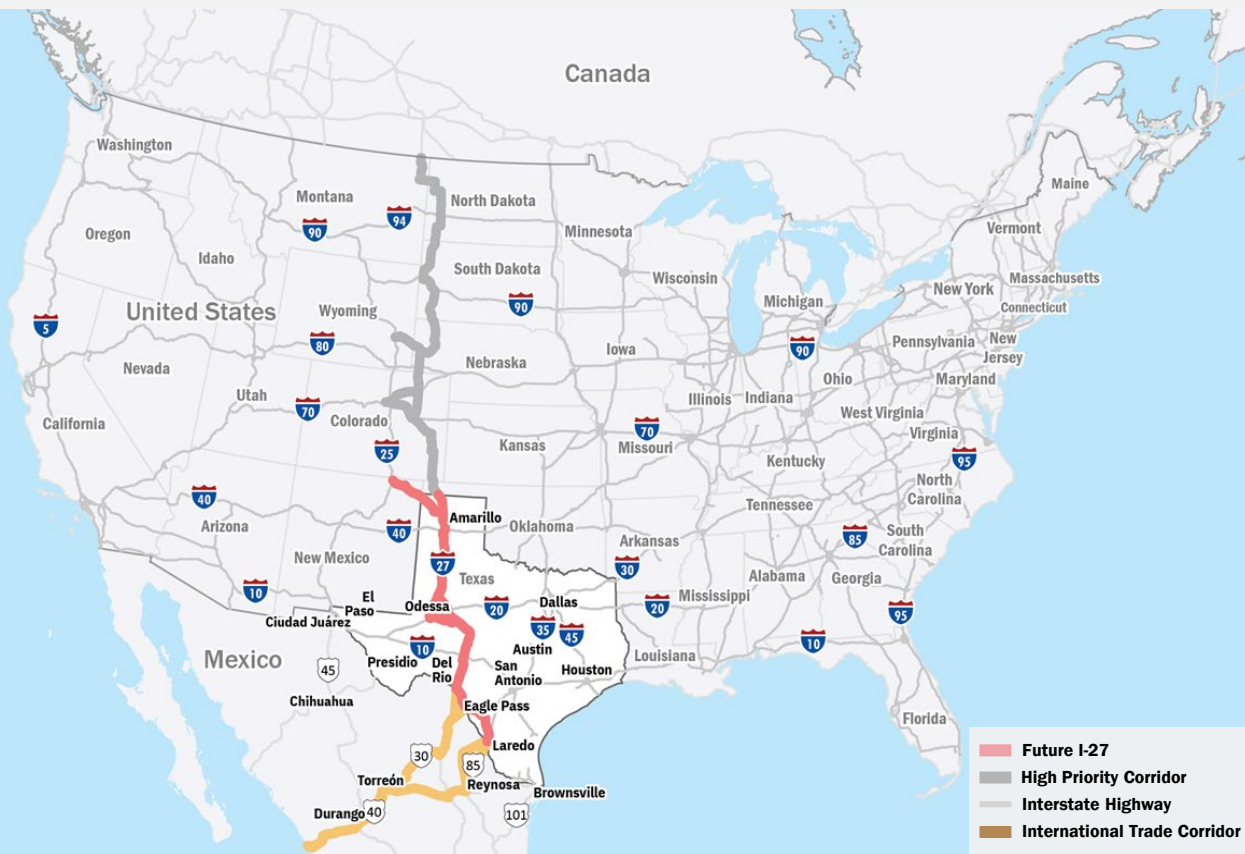 Canada
Washington
Maine
Montana
North Dakota
94
90
Vermont
Oregon
Minnesota
Idaho
South Dakota
Wisconsin
Massachusetts
New York
90
Michigan
Connecticut
United States
Wyoming
5
80
90
Pennsylvania
New
Jersey
Iowa
Nevada
Nebraska
Ohio
Maryland
Utah
Illinois
Indiana
70
West Virginia
California
Colorado
70
Virginia
Kansas
Missouri
25
Kentucky
95
North
Carolina
40
Tennessee
Amarillo
Arizona
40
Oklahoma
Arkansas
85
South
Carolina
New Mexico
27
30
Texas
Alabama
Georgia
10
El
Paso
Odessa
20
Dallas
20
Mississippi
95
Ciudad Juárez
35
45
10
10
Austin
Mexico
45
Presidio
Del
Rio
San
Antonio
Houston
Louisiana
Chihuahua
Eagle Pass
Florida
Laredo
30
85
Torreón
Reynosa
Brownsville
Durango
40
101
Future I-27
High Priority Corridor
Interstate Highway
International Trade Corridor